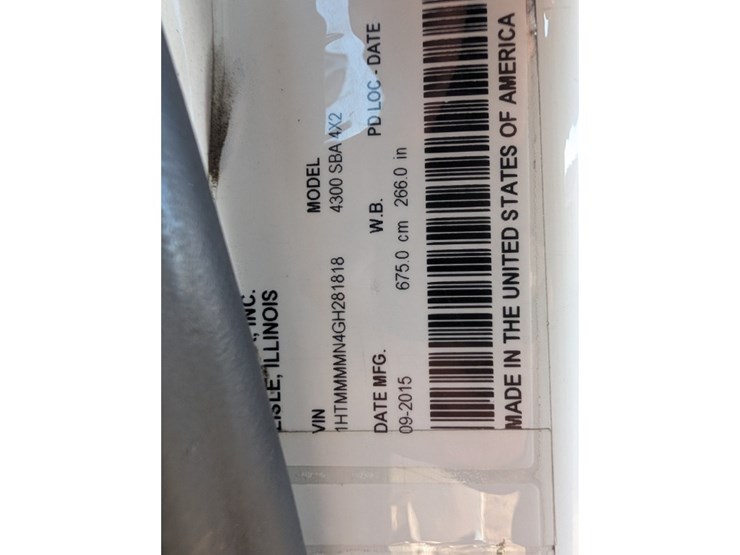 INC.
LISLE, ILLINOIS
VIN MODEL
1HTMMMMN4GH281818 4300 SBA 4X2
DATE MFG. W.B. PD LOC - DATE
09-2015 675.0 cm 266.0 in
MADE IN THE UNITED STATES OF AMERICA